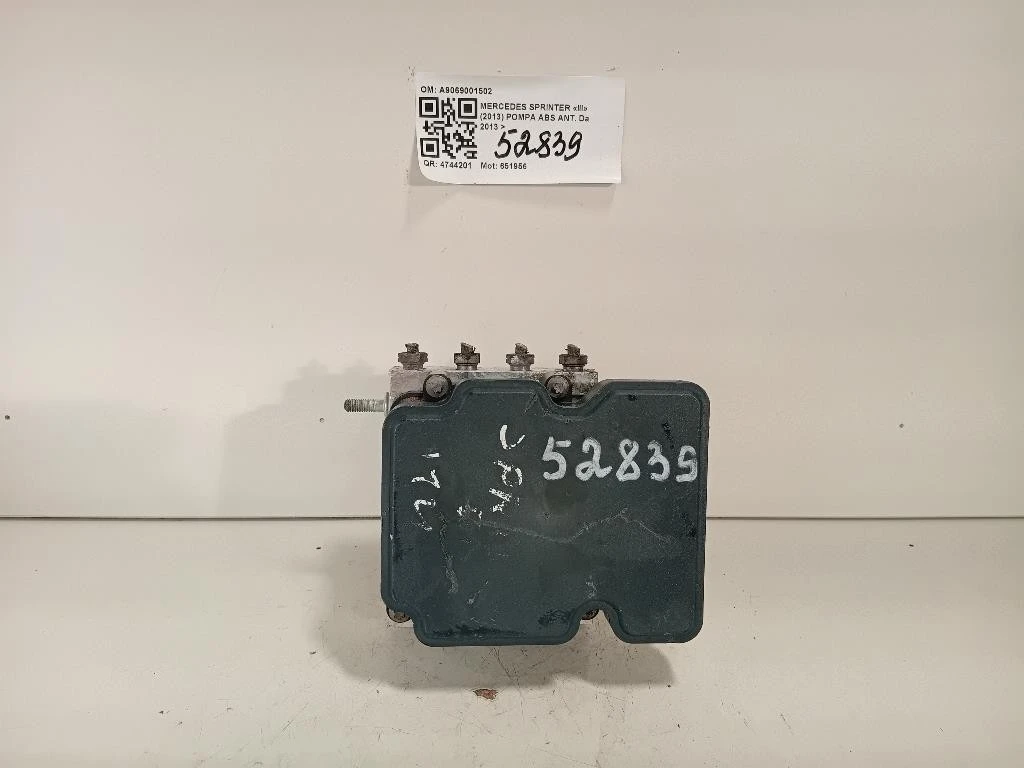 OM: A9069001502
MERCEDES SPRINTER «III»
(2013) POMPA ABS ANT. Da
2013 >
52839
QR: 4744201 Mot: 651956
52839